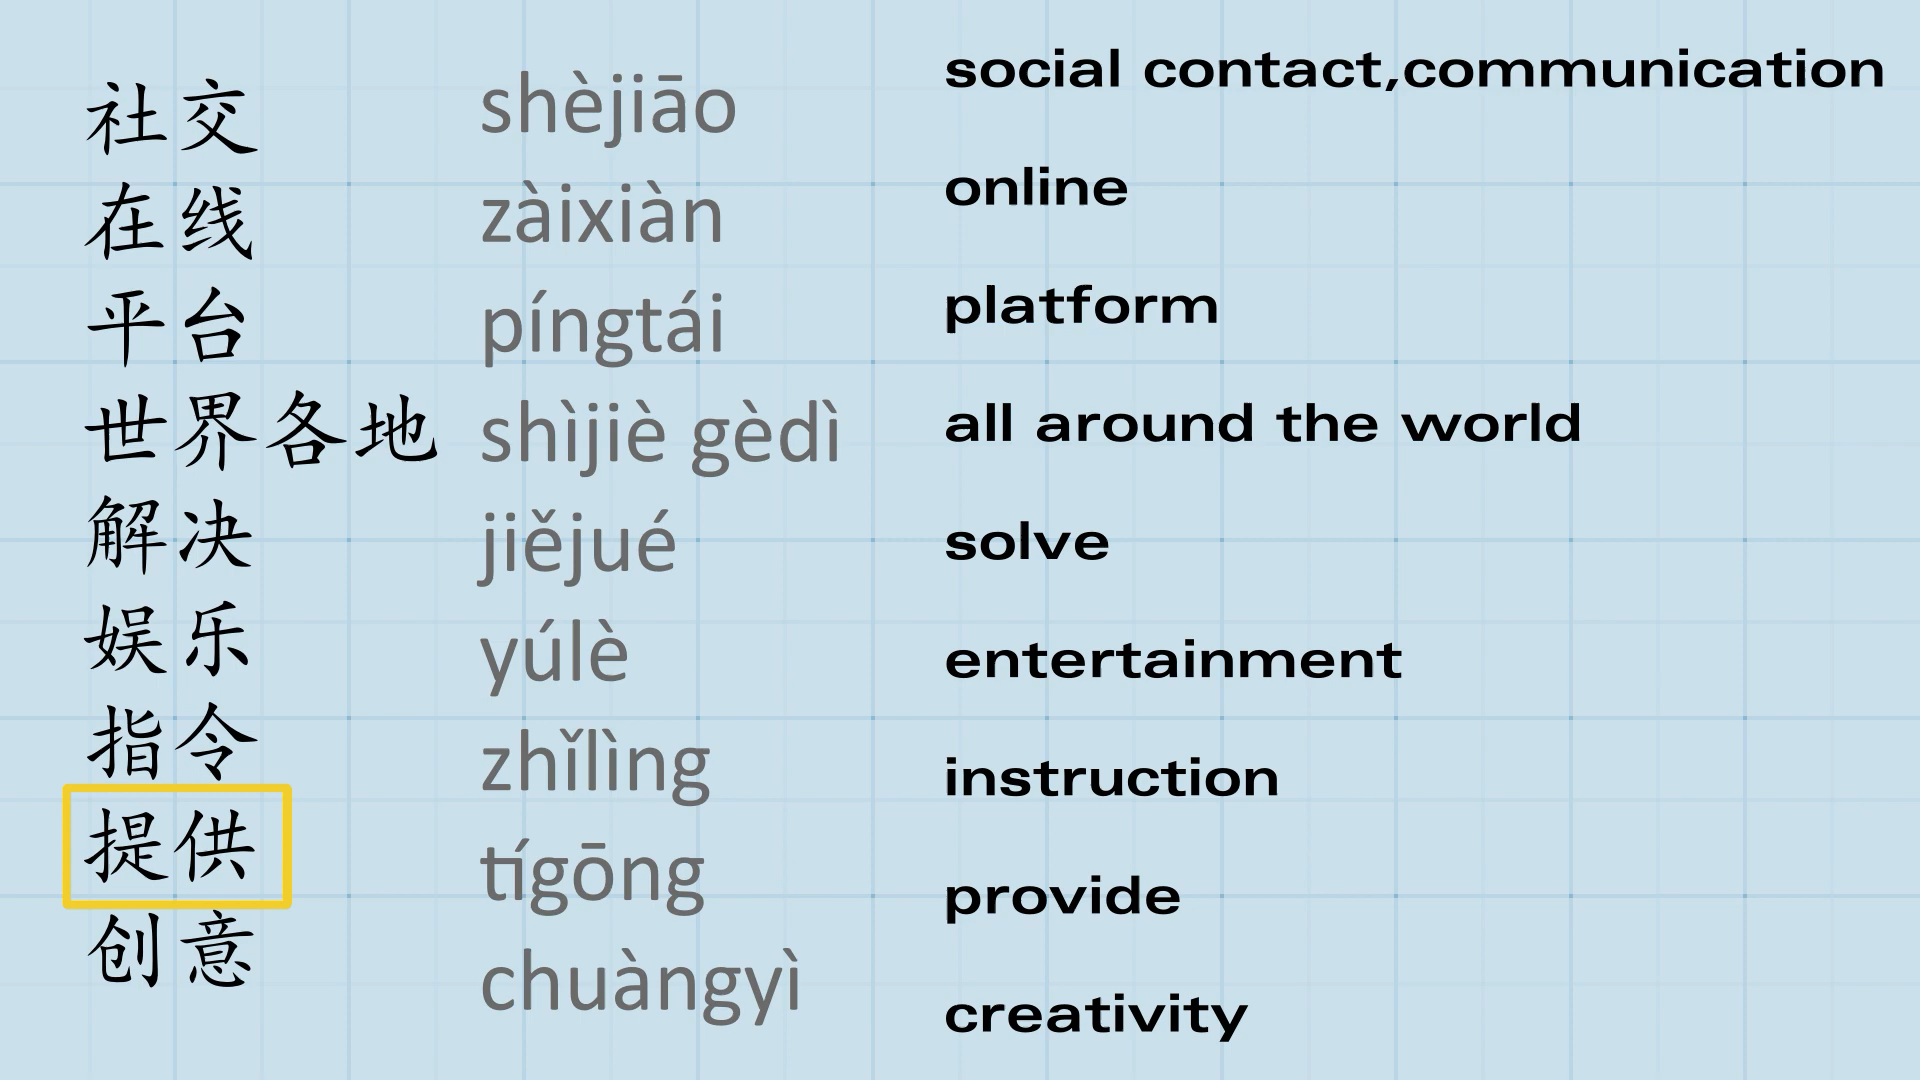 社交 shèjiāo social contact,communication
在线 zàixiàn online
平台 píngtái platform
世界各地 shìjiè gèdì all around the world
解决 jiějué solve
娱乐 yúlè entertainment
指令 zhǐlìng instruction
提供 tígōng provide
创意 chuàngyì creativity